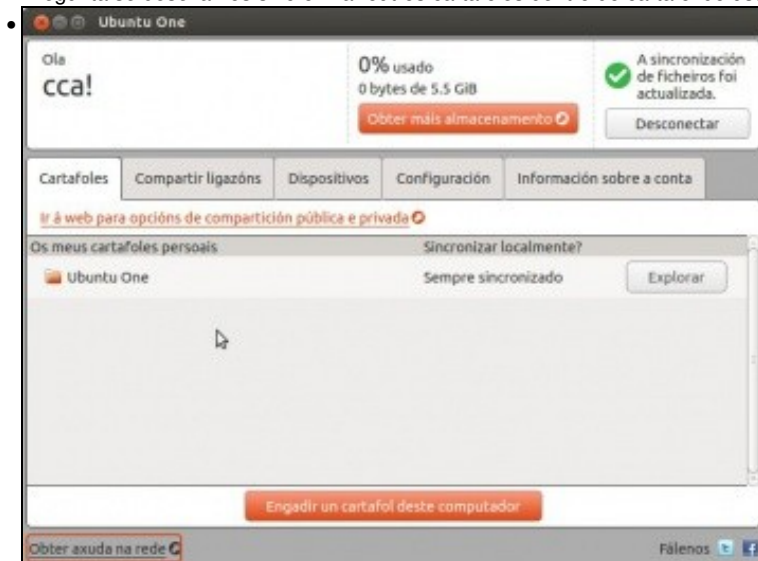 Ubuntu One
Ola
cca!
0% usado
0 bytes de 5.5 GiB
Obter máis almacenamento
A sincronización
de ficheiros foi
actualizada.
Desconectar
Cartafoles
Compartir ligazóns
Dispositivos
Configuración
Información sobre a conta
Ir á web para opcións de compartición pública e privada
Os meus cartafoles persoais
Sincronizar localmente?
Ubuntu One
Sempre sincronizado
Explorar
Engadir un cartafol deste computador
Obter axuda na rede
Fálenos